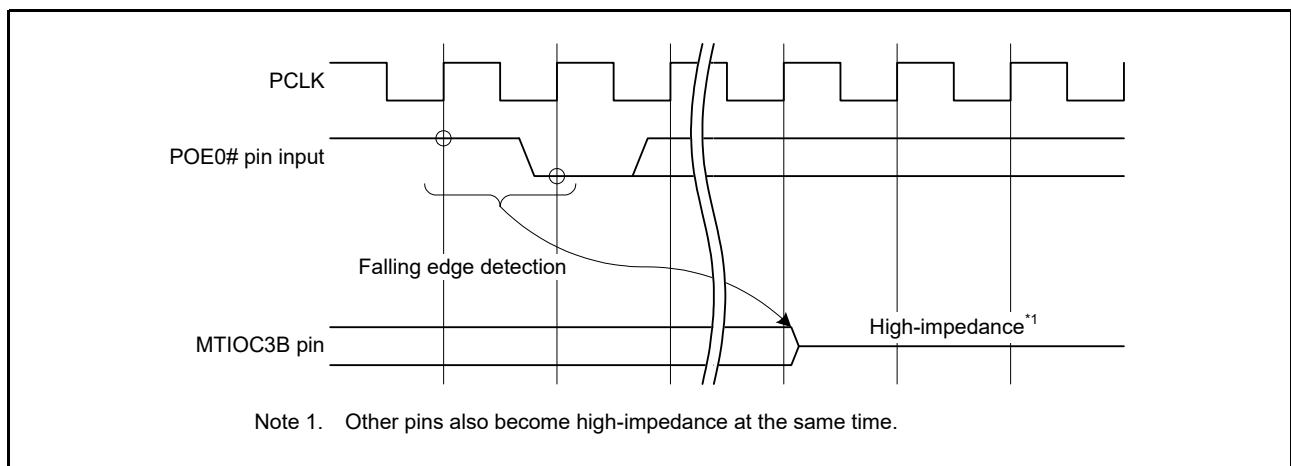 PCLK
POE0# pin input
Falling edge detection
High-impedance*1
MTIOC3B pin
Note 1. Other pins also become high-impedance at the same time.